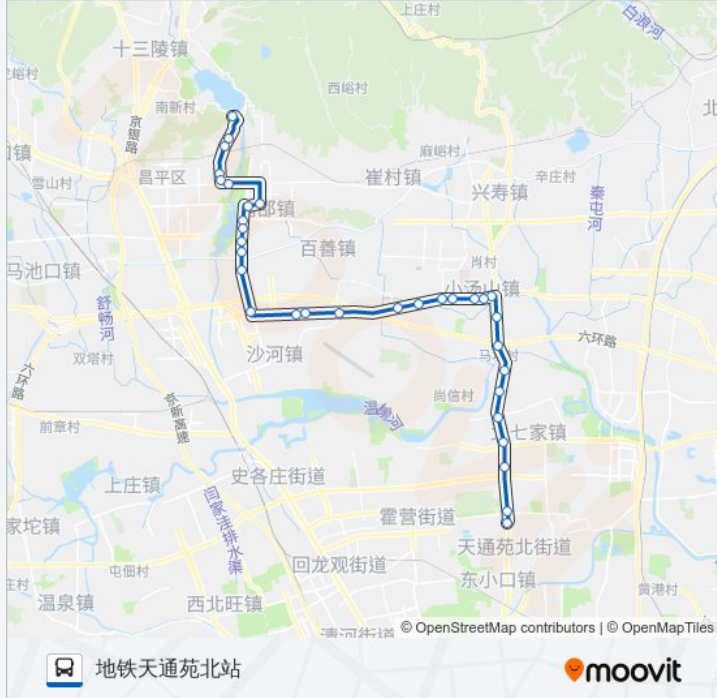 上庄村
白浪河
十三陵镇
西峪村
南新村
京银路
北
麻峪村
昌平区
崔村镇
辛庄村
雪山村
兴寿镇
秦屯河
百善镇
肖村
马池口镇
小汤山镇
舒畅河
六环路
双塔村
沙河镇
尚信村
六环路
温榆河
京新高速
前章村
七家镇
史各庄街道
上庄镇
闫家洼排水渠
霍营街道
家坨镇
天通苑北街道
回龙观街道
屯佃村
东小口镇
黄港村
温泉镇
西北旺镇
清河街道
© OpenStreetMap contributors | © OpenMapTiles
地铁天通苑北站
moovit